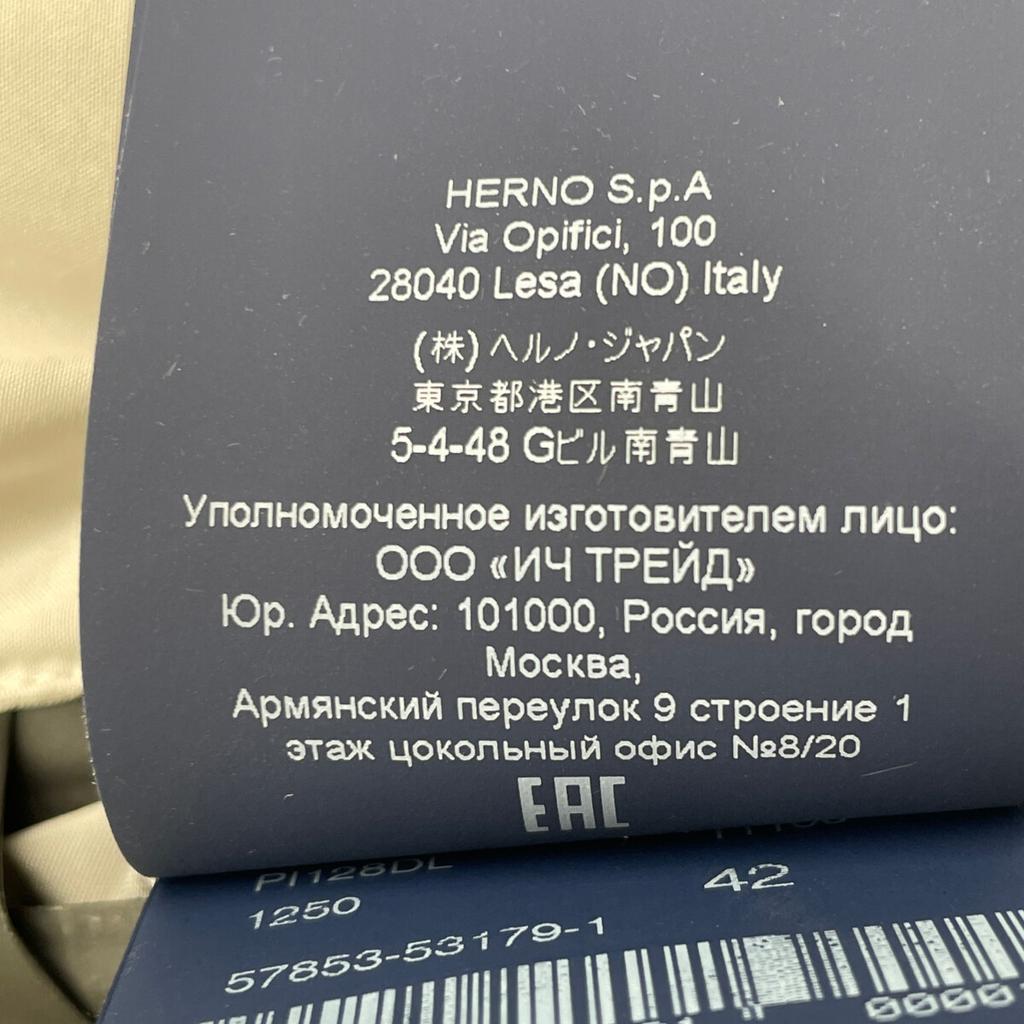 HERNO S.p.A
Via Opifici, 100
28040 Lesa (NO) Italy
(株)ヘルノ・ジャパン
東京都港区南青山
5-4-48 Gビル南青山
Уполномоченное изготовителем лицо:
ООО «ИЧ ТРЕЙД»
Юр. Адрес: 101000, Россия, город
Москва,
Армянский переулок 9 строение 1
этаж цокольный офис №8/20
EAC
PI128DL
1250
42
57853-53179-1